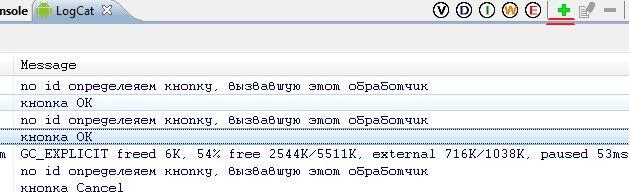 nsole LogCat
V D I W E
Message
по id определяем кнопку, вызвавшую этот обработчик
кнопка ОК
по id определяем кнопку, вызвавшую этот обработчик
кнопка ОК
m GC_EXPLICIT freed 6K, 54% free 2544K/5511K, external 716K/1038K, paused 53ms
по id определяем кнопку, вызвавшую этот обработчик
кнопка Cancel